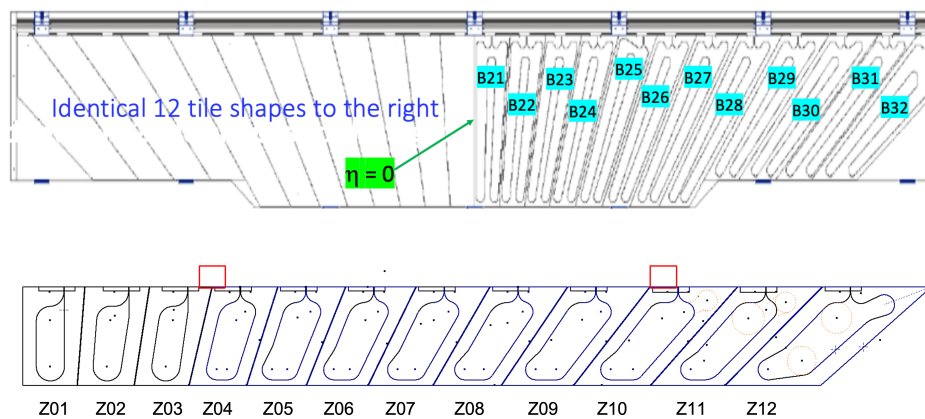 B21
B22
B23
B24
B25
B26
B27
B28
B29
B30
B31
B32
Identical 12 tile shapes to the right
η = 0
Z01 Z02 Z03 Z04 Z05 Z06 Z07 Z08 Z09 Z10 Z11 Z12